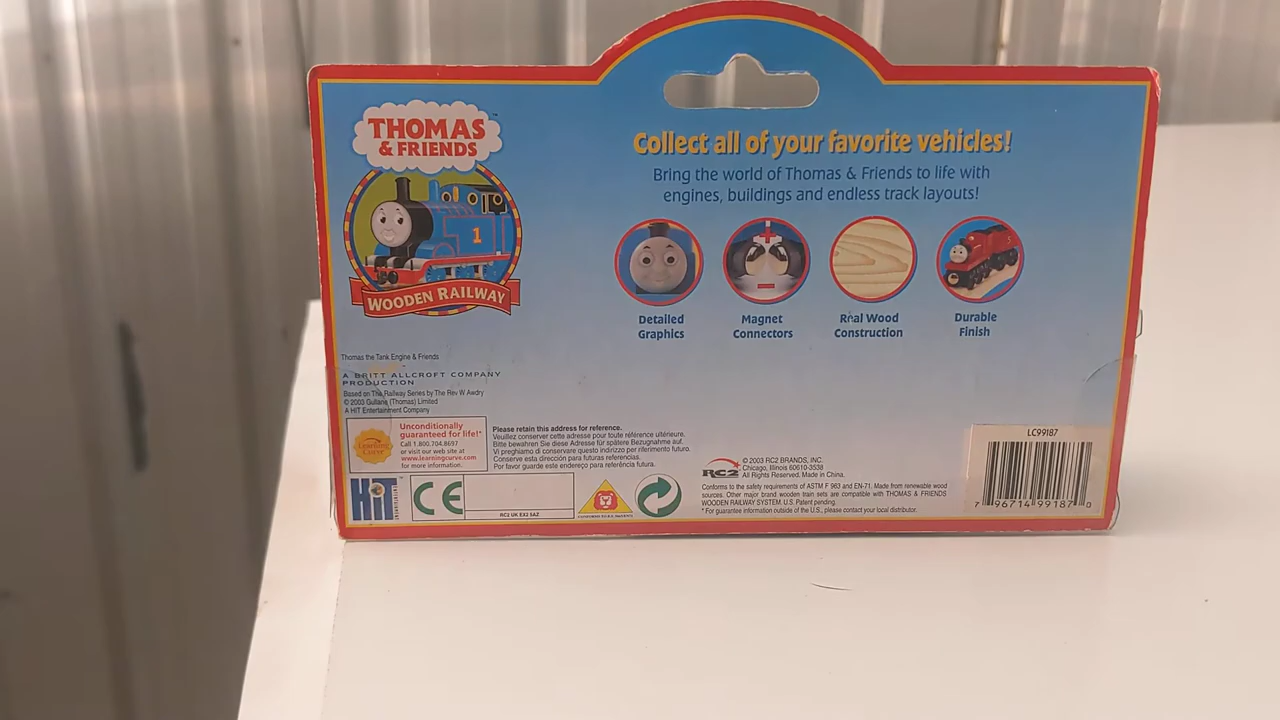 THOMAS
& FRIENDS
™
1
WOODEN RAILWAY
Collect all of your favorite vehicles!
Bring the world of Thomas & Friends to life with
engines, buildings and endless track layouts!
Detailed
Graphics
Magnet
Connectors
Real Wood
Construction
Durable
Finish
Thomas the Tank Engine & Friends
A BRITT ALLCROFT COMPANY
PRODUCTION
Based on The Railway Series by The Rev W Awdry
© 2003 Gullane (Thomas) Limited
A HIT Entertainment Company
Learning
Curve
Unconditionally
guaranteed for life!*
Call 1.800.704.8697
or visit our web site at
www.learningcurve.com
for more information.
Please retain this address for reference.
Veuillez conserver cette adresse pour toute référence ultérieure.
Bitte bewahren Sie diese Adresse für spätere Bezugnahme auf.
Vi preghiamo di conservare questo indirizzo per riferimento futuro.
Conserve esta dirección para futuras referencias.
Por favor guarde este endereço para referência futura.
HiT
ENTERTAINMENT
CE
RC2 UK EX2 5AZ
RC2
© 2003 RC2 BRANDS, INC.
Chicago, Illinois 60610-3538
All Rights Reserved. Made in China.
Conforms to the safety requirements of ASTM F 963 and EN-71. Made from renewable wood
sources. Other major brand wooden train sets are compatible with THOMAS & FRIENDS
WOODEN RAILWAY SYSTEM. U.S. Patent pending.
* For guarantee information outside of the U.S., please contact your local distributor.
LC99187
7 96714 99187 0